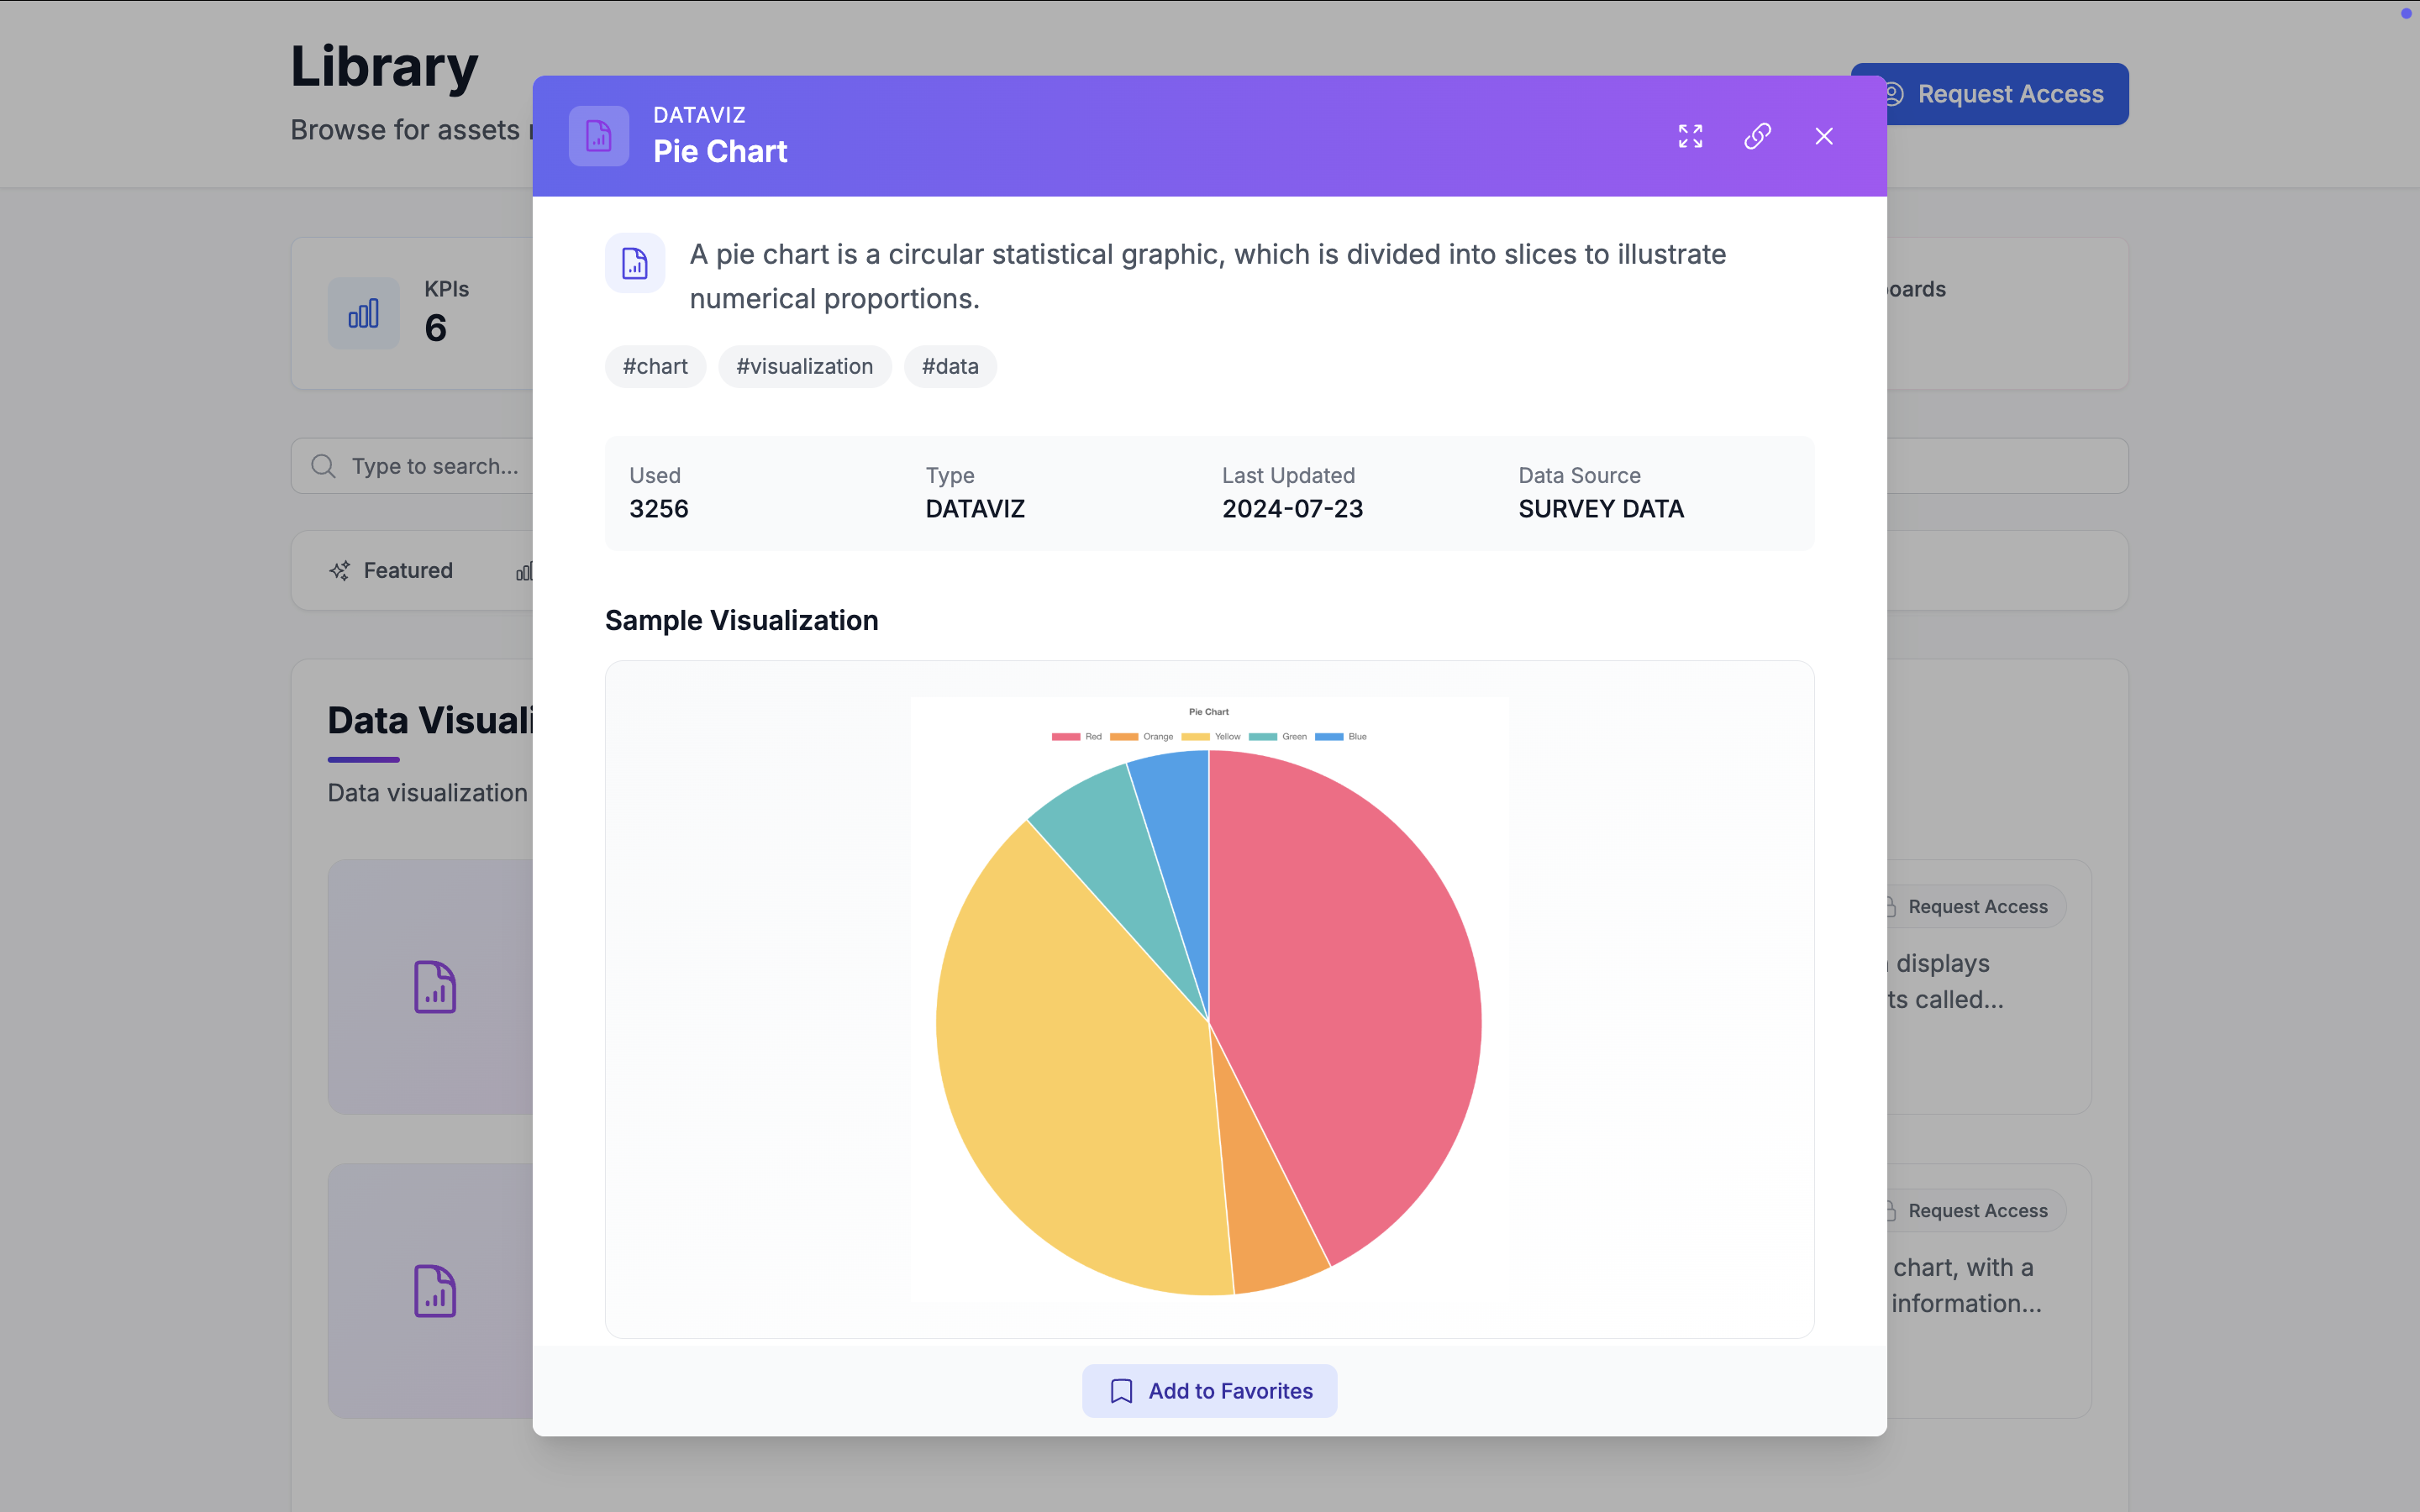 Library
Browse for assets
Request Access
DATAVIZ
Pie Chart
A pie chart is a circular statistical graphic, which is divided into slices to illustrate
numerical proportions.
#chart
#visualization
#data
KPIs
6
oards
Type to search...
Used
3256
Type
DATAVIZ
Last Updated
2024-07-23
Data Source
SURVEY DATA
Featured
Sample Visualization
Data Visuali
Data visualization
Pie Chart
Red Orange Yellow Green Blue
Request Access
displays
ts called...
Request Access
chart, with a
information...
Add to Favorites